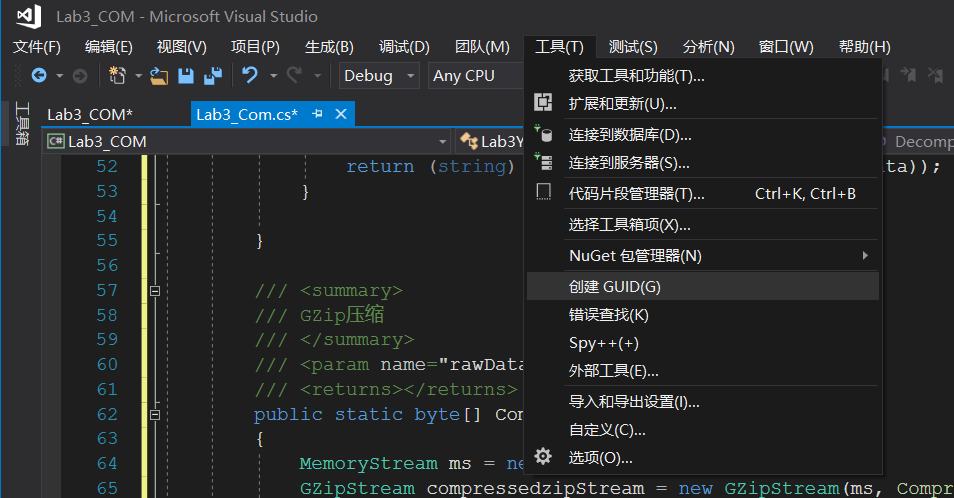 Lab3_COM - Microsoft Visual Studio
文件(F) 编辑(E) 视图(V) 项目(P) 生成(B) 调试(D) 团队(M) 工具(T) 测试(S) 分析(N) 窗口(W) 帮助(H)
Debug Any CPU
工具箱
Lab3_COM* Lab3_Com.cs*
C# Lab3_COM Lab3Y Decomp
获取工具和功能(T)...
扩展和更新(U)...
连接到数据库(D)...
连接到服务器(S)...
代码片段管理器(T)... Ctrl+K, Ctrl+B
选择工具箱项(X)...
NuGet 包管理器(N)
创建 GUID(G)
错误查找(K)
Spy++(+)
外部工具(E)...
导入和导出设置(I)...
自定义(C)...
选项(O)...
52 return (string) ta));
53 }
54
55 }
56
57 /// <summary>
58 /// GZip压缩
59 /// </summary>
60 /// <param name="rawData
61 /// <returns></returns>
62 public static byte[] Com
63 {
64 MemoryStream ms = ne
65 GZipStream compressedzipStream = new GZipStream(ms, Compr